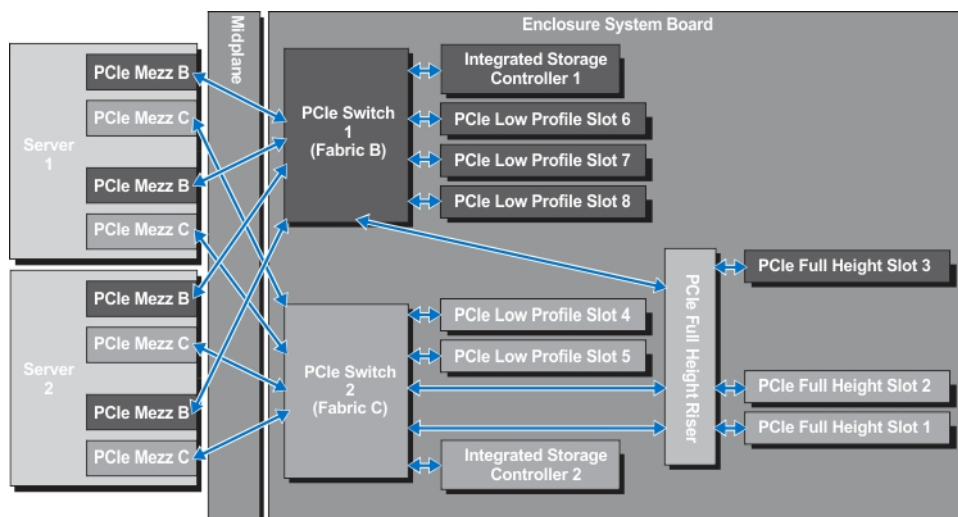 Midplane
Enclosure System Board
Server
1
PCIe Mezz B
PCIe Mezz C
PCIe Mezz B
PCIe Mezz C
Server
2
PCIe Mezz B
PCIe Mezz C
PCIe Mezz B
PCIe Mezz C
PCIe Switch
1
(Fabric B)
Integrated Storage
Controller 1
PCIe Low Profile Slot 6
PCIe Low Profile Slot 7
PCIe Low Profile Slot 8
PCIe Switch
2
(Fabric C)
PCIe Low Profile Slot 4
PCIe Low Profile Slot 5
Integrated Storage
Controller 2
PCIe Full Height Riser
PCIe Full Height Slot 3
PCIe Full Height Slot 2
PCIe Full Height Slot 1